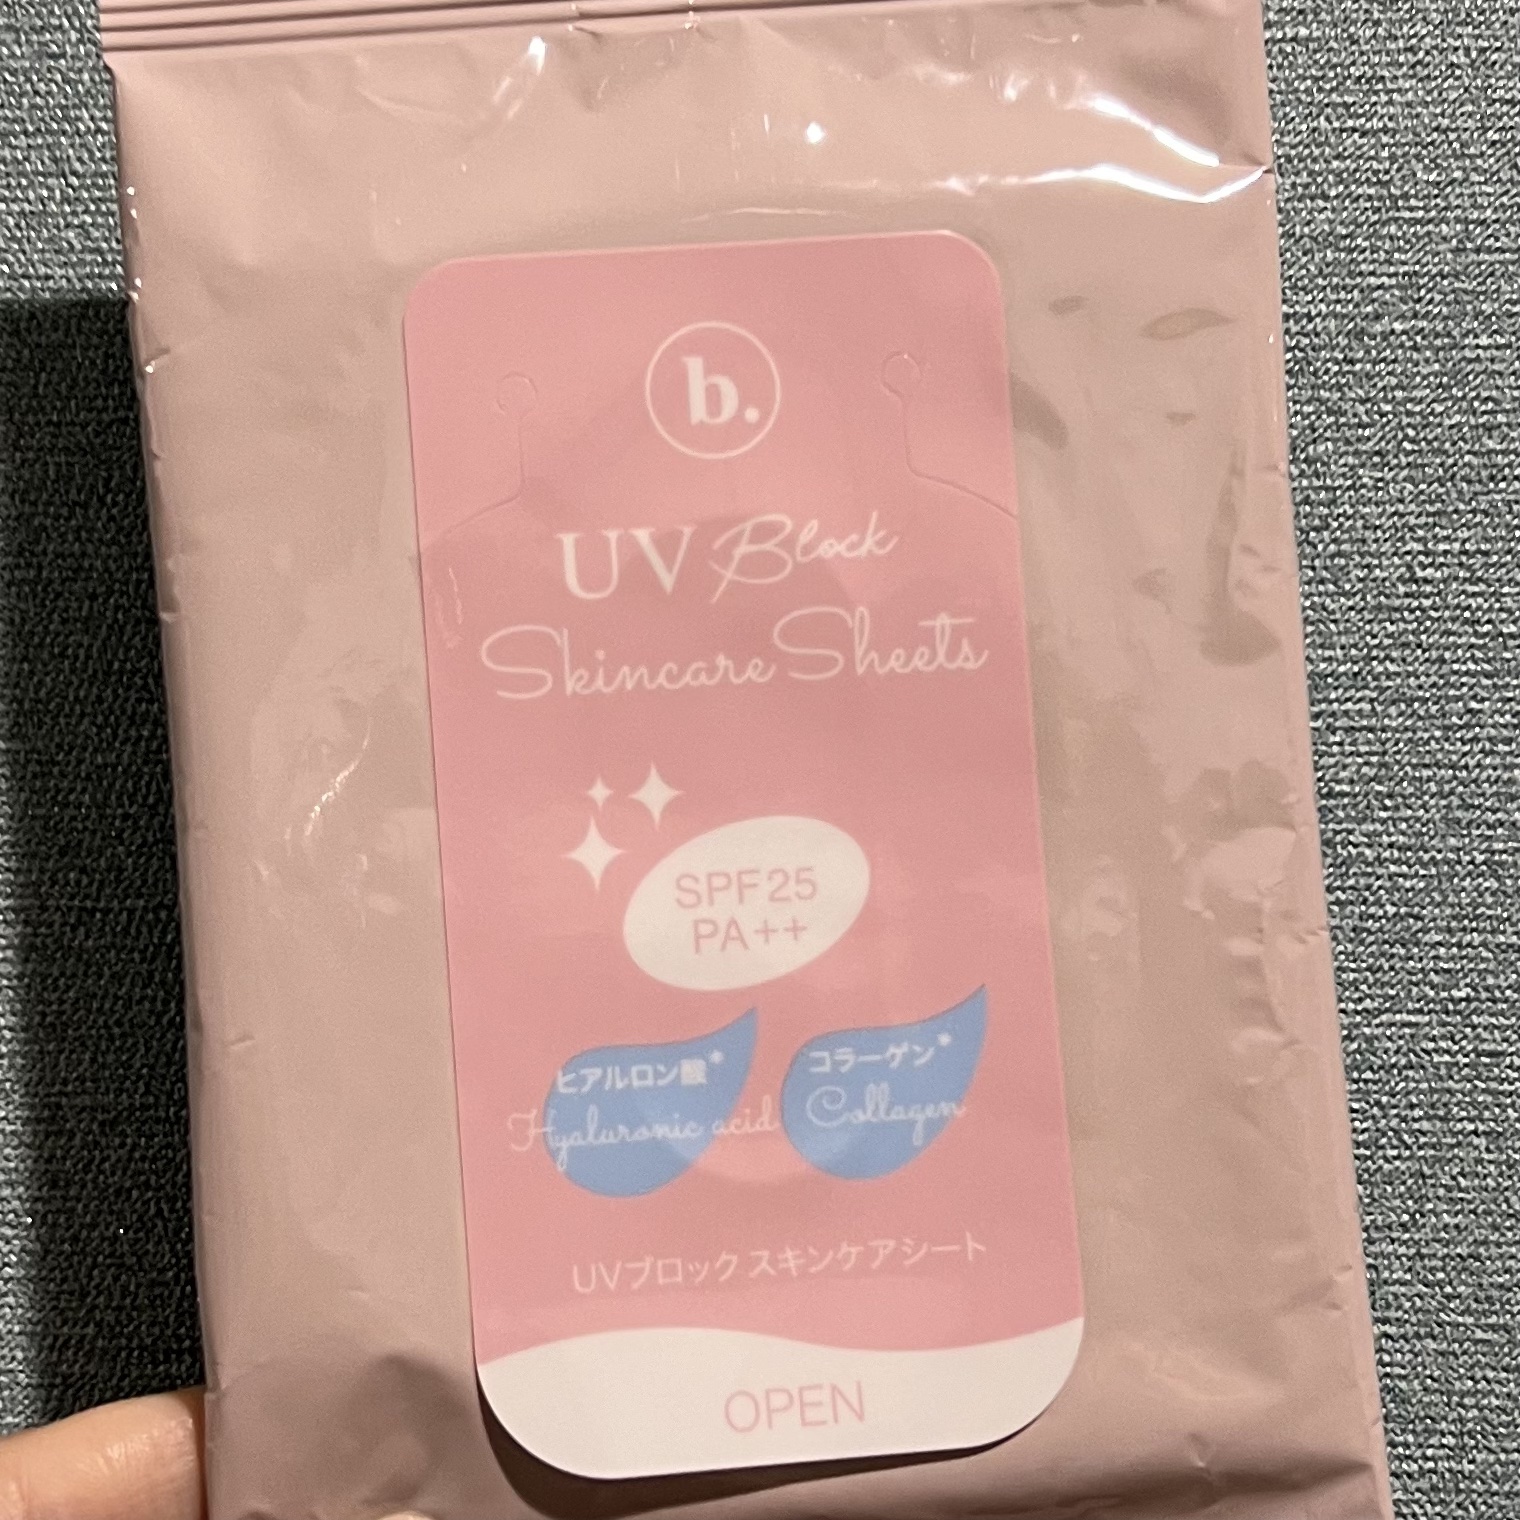 b.
UV Block
Skincare Sheets
SPF25
PA++
ヒアルロン酸*
Hyaluronic acid
コラーゲン*
Collagen
UVブロック スキンケアシート
OPEN